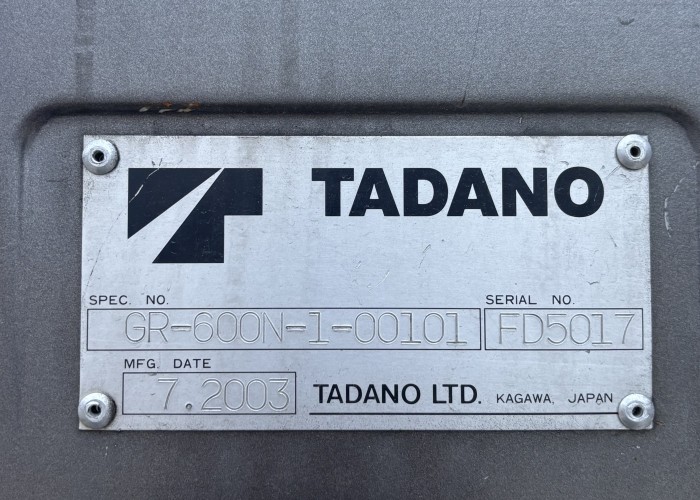 TADANO
SPEC. NO. SERIAL NO.
GR-600N-1-00101 FD5017
MFG. DATE
7.2003 TADANO LTD. KAGAWA, JAPAN